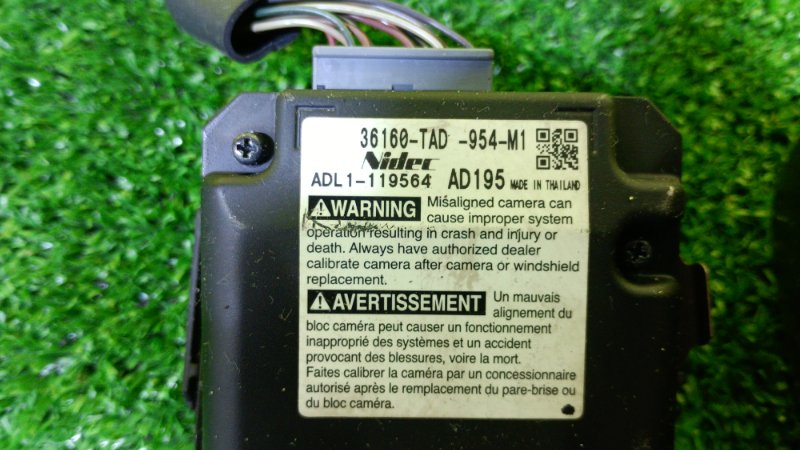 36160-TAD -954-M1
Nidec
ADL1-119564 AD195 MADE IN THAILAND
WARNING Misaligned camera can
cause improper system
operation resulting in crash and injury or
death. Always have authorized dealer
calibrate camera after camera or windshield
replacement.
AVERTISSEMENT Un mauvais
alignement du
bloc caméra peut causer un fonctionnement
inapproprié des systèmes et un accident
provocant des blessures, voire la mort.
Faites calibrer la caméra par un concessionnaire
autorisé après le remplacement du pare-brise ou
du bloc caméra.